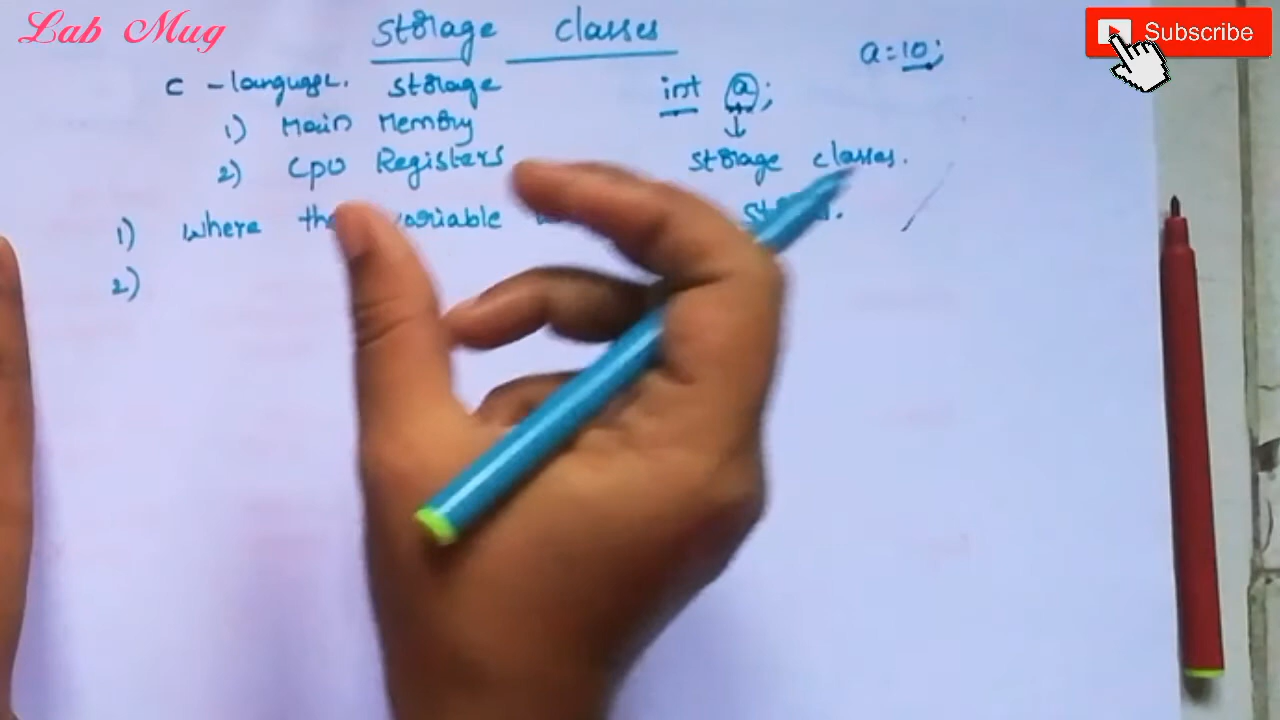 Lab Mug
Subscribe
Storage Classes
a=10;
C - language. Storage
int a;
1) Main Memory
2) CPU Registers
Storage classes.
1) where the variable
2)